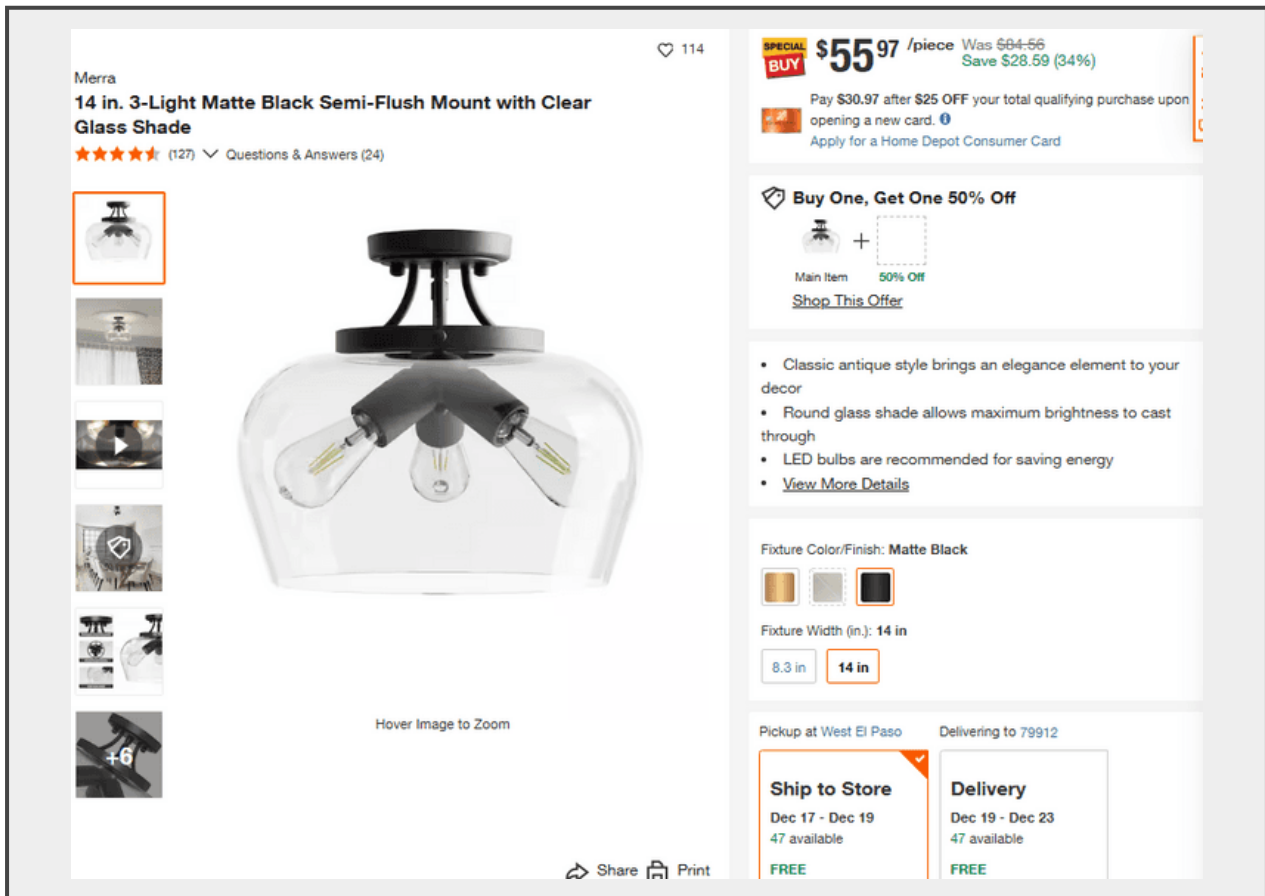 114
Merra
14 in. 3-Light Matte Black Semi-Flush Mount with Clear
Glass Shade
(127) Questions & Answers (24)
+6
Hover Image to Zoom
Share Print
SPECIAL
BUY
$55 97 /piece Was $84.56
Save $28.59 (34%)
Pay $30.97 after $25 OFF your total qualifying purchase upon
opening a new card.
Apply for a Home Depot Consumer Card
Buy One, Get One 50% Off
+
Main Item 50% Off
Shop This Offer
• Classic antique style brings an elegance element to your
decor
• Round glass shade allows maximum brightness to cast
through
• LED bulbs are recommended for saving energy
• View More Details
Fixture Color/Finish: Matte Black
Fixture Width (in.): 14 in
8.3 in 14 in
Pickup at West El Paso Delivering to 79912
Ship to Store Delivery
Dec 17 - Dec 19 Dec 19 - Dec 23
47 available 47 available
FREE FREE